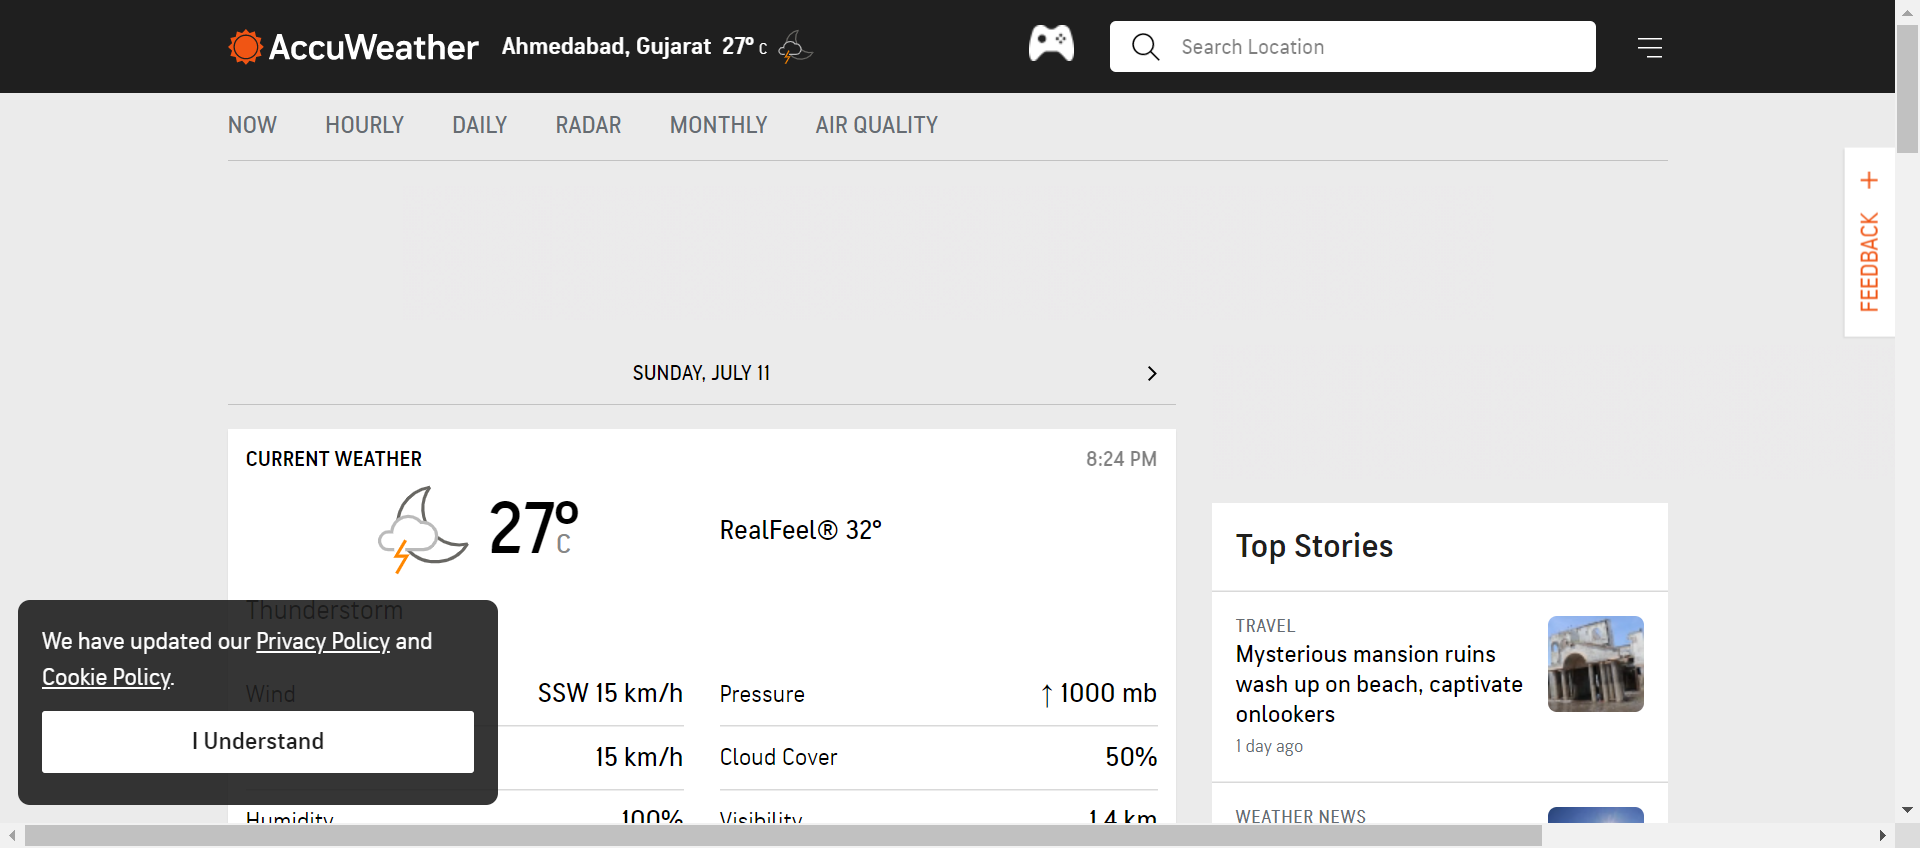 AccuWeather
Ahmedabad, Gujarat 27° C
Search Location
NOW HOURLY DAILY RADAR MONTHLY AIR QUALITY
FEEDBACK +
SUNDAY, JULY 11
CURRENT WEATHER
8:24 PM
27° C
RealFeel® 32°
Thunderstorm
Wind SSW 15 km/h
15 km/h
Humidity 100%
Pressure ↑ 1000 mb
Cloud Cover 50%
Visibility 1.4 km
We have updated our Privacy Policy and
Cookie Policy.
I Understand
Top Stories
TRAVEL
Mysterious mansion ruins
wash up on beach, captivate
onlookers
1 day ago
WEATHER NEWS